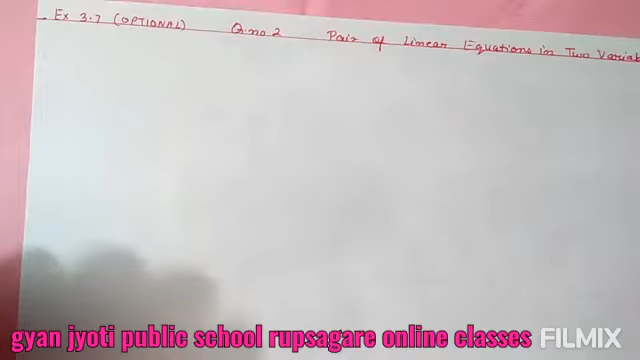 Ex 3.7 (OPTIONAL) Q.no 2 Pair of Linear Equations in Two Variab
gyan jyoti public school rupsagare online classes FILMIX